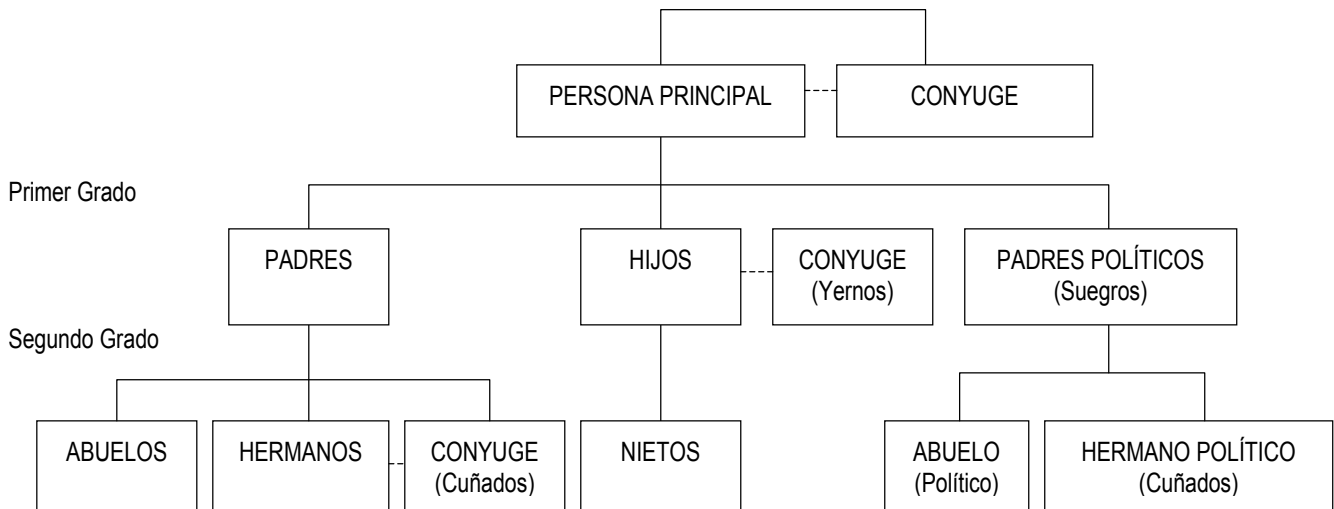 PERSONA PRINCIPAL
CONYUGE
Primer Grado
PADRES
HIJOS
CONYUGE
(Yernos)
PADRES POLÍTICOS
(Suegros)
Segundo Grado
ABUELOS
HERMANOS
CONYUGE
(Cuñados)
NIETOS
ABUELO
(Político)
HERMANO POLÍTICO
(Cuñados)